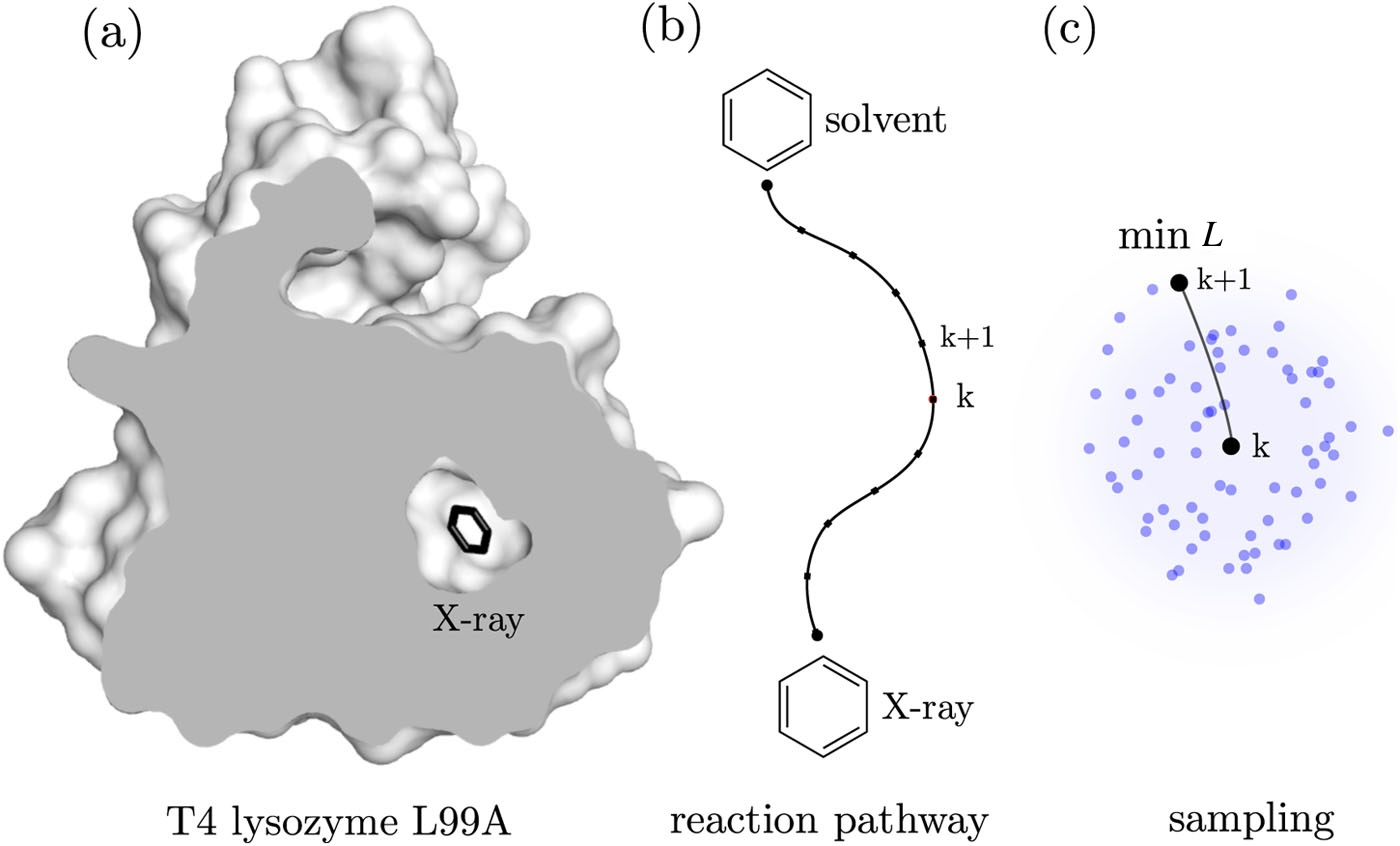 (a)
X-ray
T4 lysozyme L99A
(b)
solvent
k+1
k
X-ray
reaction pathway
(c)
min L
k+1
k
sampling